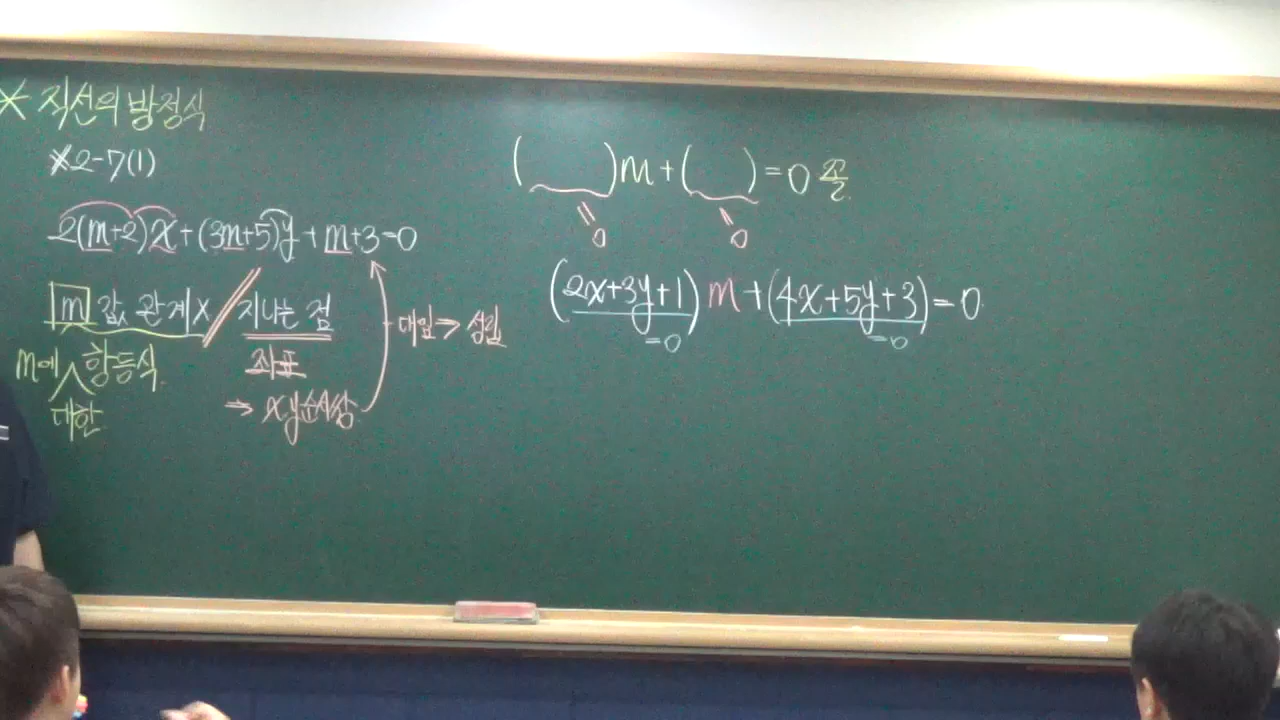 * 직선의 방정식
※2-7(1)
2(m+2)x+(3m+5)y+m+3=0
m 값 관계X // 지나는 점
m에 대한 항등식
좌표
⇒ xy순서쌍
대입⇒ 성립
( )m+( )=0 꼴.
0 0
(2x+3y+1)m+(4x+5y+3)=0
=0 =0